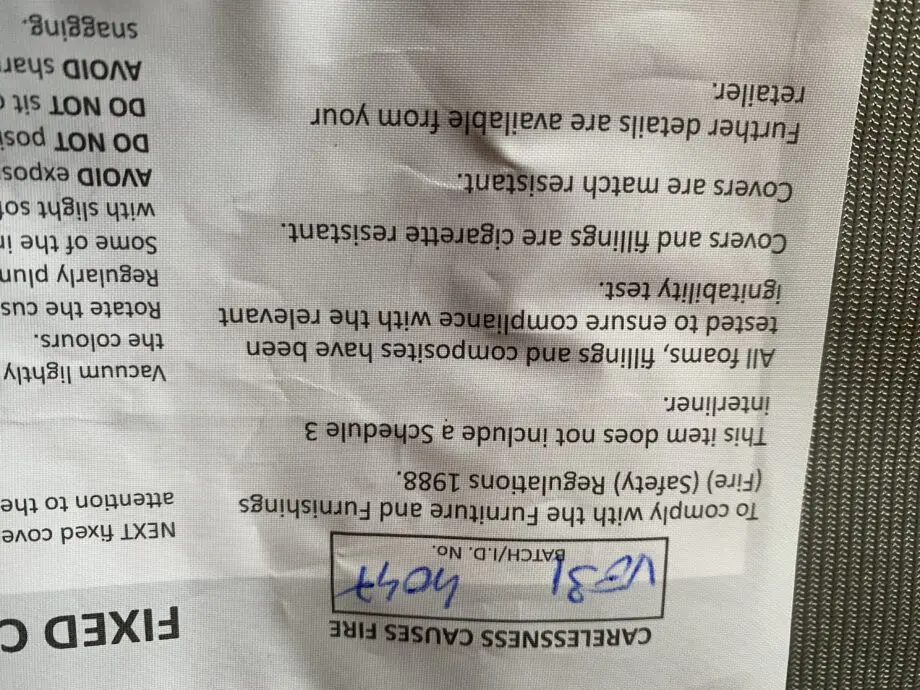 CARELESSNESS CAUSES FIRE
4047
BATCH/I.D. No.
To comply with the Furniture and Furnishings
(Fire) (Safety) Regulations 1988.
This item does not include a Schedule 3
interliner.
All foams, fillings and composites have been
tested to ensure compliance with the relevant
ignitability test.
Covers and fillings are cigarette resistant.
Covers are match resistant.
Further details are available from your
retailer.
FIXED C
NEXT fixed cove
attention to the
Vacuum lightly
the colours.
Rotate the cus
Regularly plum
Some of the i
with slight sof
AVOID expos
DO NOT posi
DO NOT sit
AVOID shar
snagging.